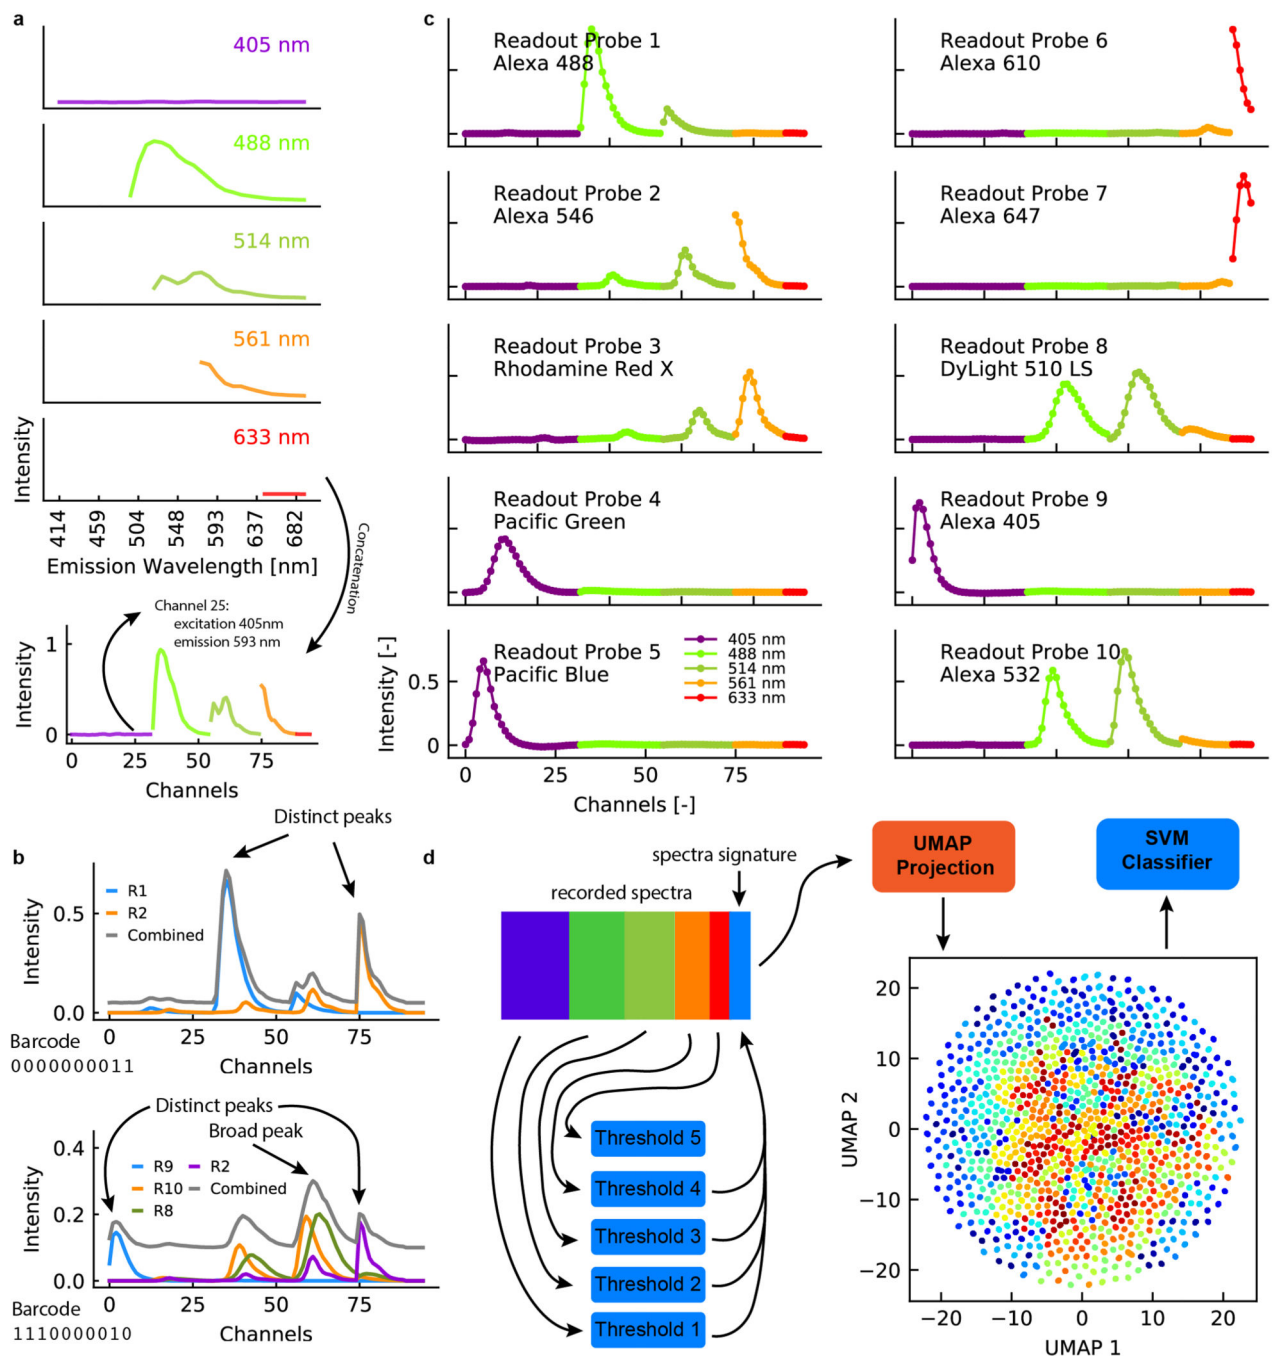 a
405 nm
488 nm
514 nm
561 nm
633 nm
Intensity
414 459 504 548 593 637 682
Emission Wavelength [nm]
Concatenation
Channel 25:
excitation 405nm
emission 593 nm
1
0
Intensity
0 25 50 75
Channels
c
Readout Probe 1
Alexa 488
Readout Probe 2
Alexa 546
Readout Probe 3
Rhodamine Red X
Readout Probe 4
Pacific Green
Readout Probe 5
Pacific Blue
405 nm
488 nm
514 nm
561 nm
633 nm
Intensity [-]
0.5
0
0 25 50 75
Channels [-]
Readout Probe 6
Alexa 610
Readout Probe 7
Alexa 647
Readout Probe 8
DyLight 510 LS
Readout Probe 9
Alexa 405
Readout Probe 10
Alexa 532
b
Distinct peaks
R1
R2
Combined
Intensity
0.5
0.0
0 25 50 75
Channels
Barcode
0000000011
Distinct peaks
Broad peak
R9 R2
R10 Combined
R8
Intensity
0.4
0.2
0.0
0 25 50 75
Channels
Barcode
1110000010
d
spectra signature
recorded spectra
Threshold 5
Threshold 4
Threshold 3
Threshold 2
Threshold 1
UMAP
Projection
SVM
Classifier
UMAP 2
20
10
0
−10
−20
−20 −10 0 10 20
UMAP 1